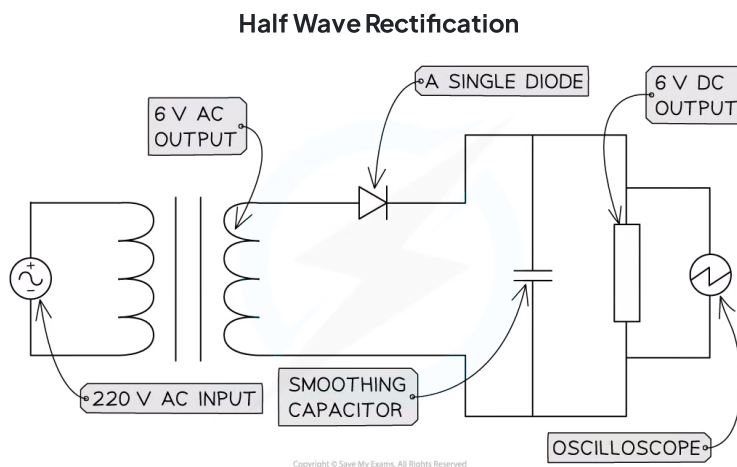 Half Wave Rectification
A SINGLE DIODE
6 V DC
OUTPUT
6 V AC
OUTPUT
+
−
220 V AC INPUT
SMOOTHING
CAPACITOR
OSCILLOSCOPE
Copyright © Save My Exams. All Rights Reserved